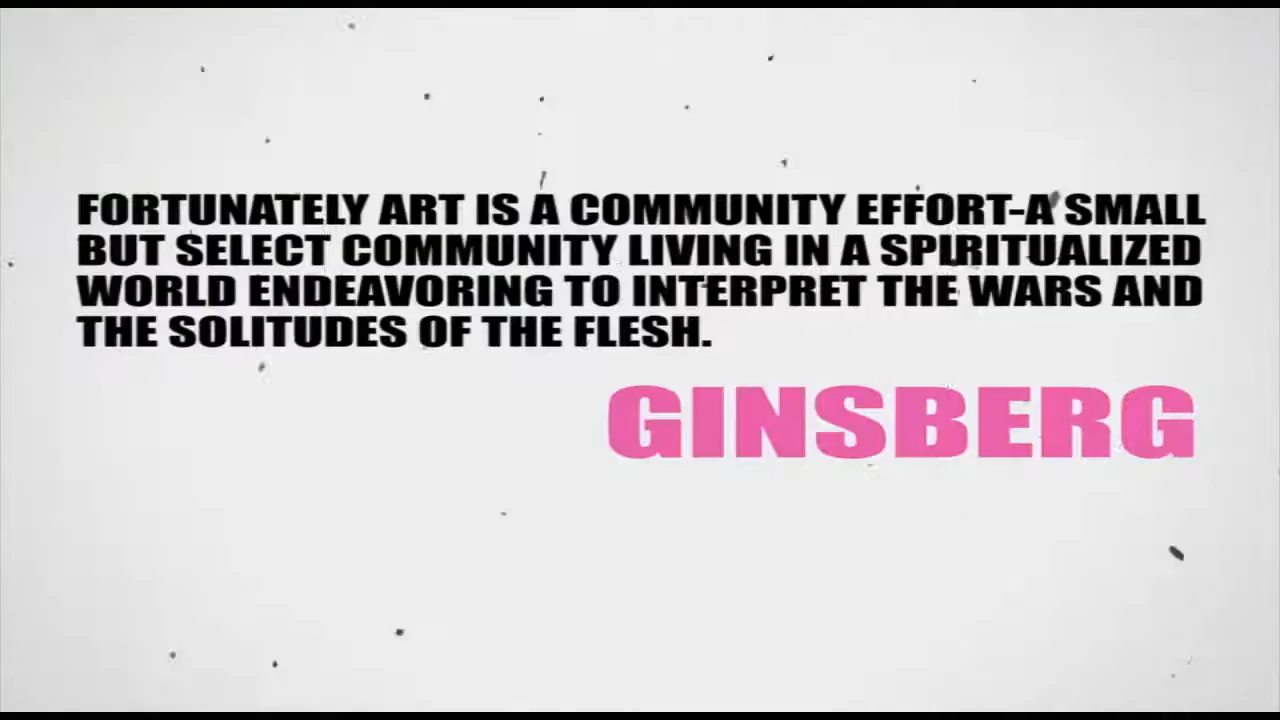 FORTUNATELY ART IS A COMMUNITY EFFORT-A SMALL
BUT SELECT COMMUNITY LIVING IN A SPIRITUALIZED
WORLD ENDEAVORING TO INTERPRET THE WARS AND
THE SOLITUDES OF THE FLESH.
GINSBERG